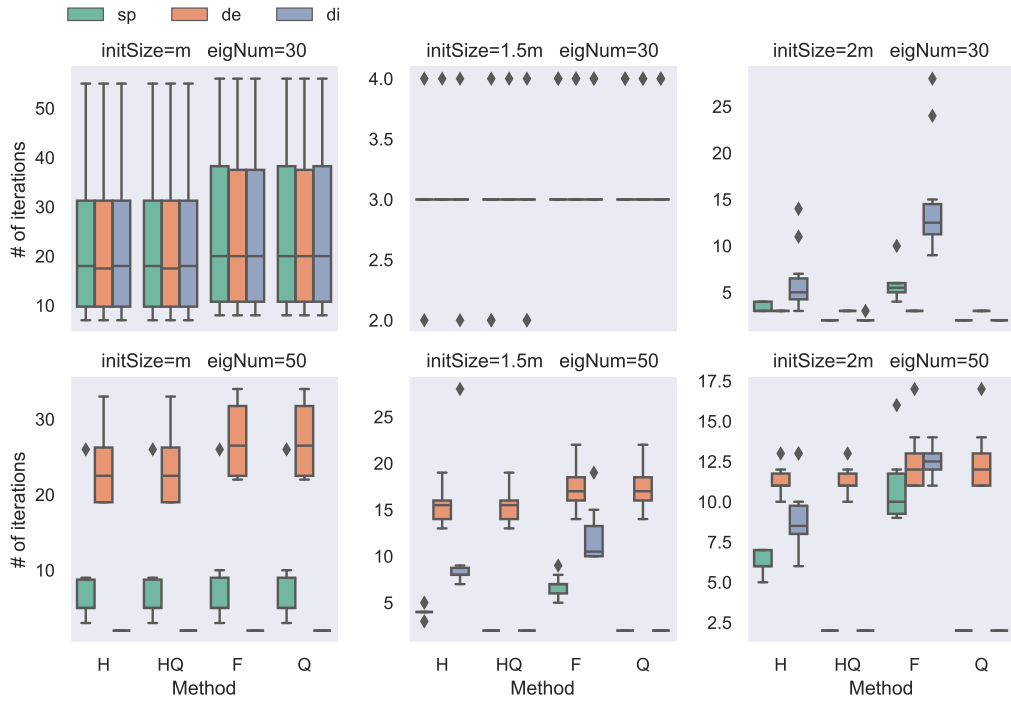 sp de di
initSize=m eigNum=30
initSize=1.5m eigNum=30
initSize=2m eigNum=30
# of iterations
50
40
30
20
10
4.0
3.5
3.0
2.5
2.0
25
20
15
10
5
initSize=m eigNum=50
initSize=1.5m eigNum=50
initSize=2m eigNum=50
# of iterations
30
20
10
25
20
15
10
5
17.5
15.0
12.5
10.0
7.5
5.0
2.5
H HQ F Q
H HQ F Q
H HQ F Q
Method
Method
Method